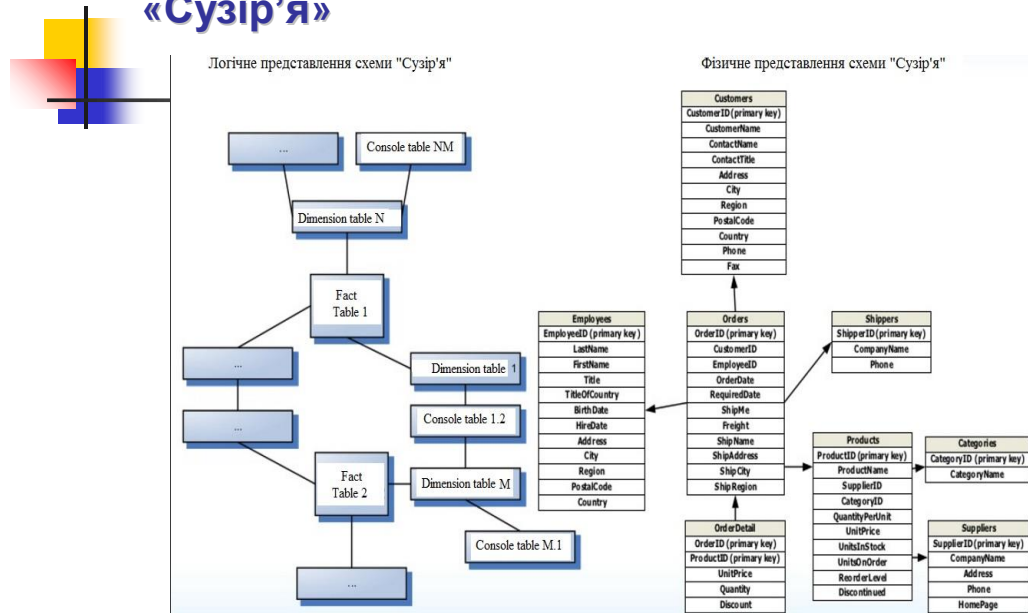 «Сузір’я»
Логічне представлення схеми "Сузір'я"
...
Console table NM
Dimension table N
Fact
Table 1
...
Dimension table 1
...
Console table 1.2
Fact
Table 2
Dimension table M
Console table M.1
...
Фізичне представлення схеми "Сузір'я"
Customers
CustomerID (primary key)
CustomerName
ContactName
ContactTitle
Address
City
Region
PostalCode
Country
Phone
Fax
Employees
EmployeeID (primary key)
LastName
FirstName
Title
TitleOfCountry
BirthDate
HireDate
Address
City
Region
PostalCode
Country
Orders
OrderID (primary key)
CustomerID
EmployeeID
OrderDate
RequiredDate
ShipMe
Freight
ShipName
ShipAddress
ShipCity
ShipRegion
Shippers
ShipperID (primary key)
CompanyName
Phone
Products
ProductID (primary key)
ProductName
SupplierID
CategoryID
QuantityPerUnit
UnitPrice
UnitsInStock
UnitsOnOrder
ReorderLevel
Discontinued
Categories
CategoryID (primary key)
CategoryName
OrderDetail
OrderID (primary key)
ProductID (primary key)
UnitPrice
Quantity
Discount
Suppliers
SupplierID (primary key)
CompanyName
Address
Phone
HomePage